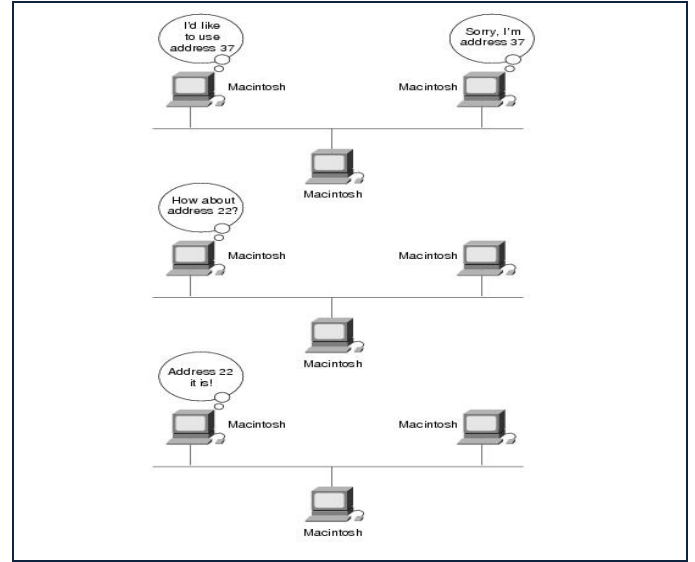 I'd like
to use
address 37
Sorry, I'm
address 37
Macintosh
Macintosh
Macintosh
How about
address 22?
Macintosh
Macintosh
Macintosh
Address 22
it is!
Macintosh
Macintosh
Macintosh